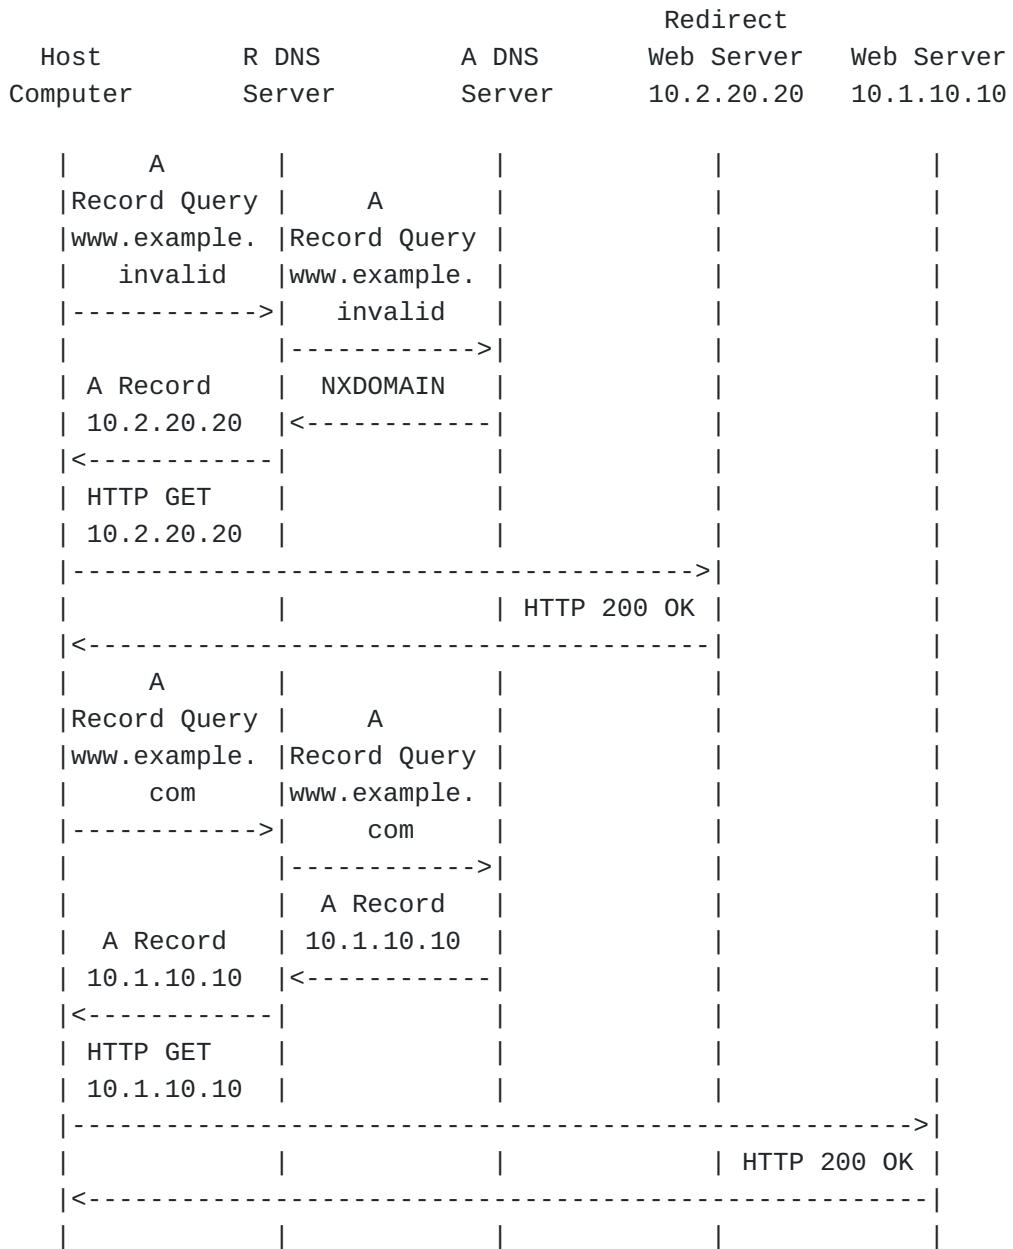 Redirect
  Host         R DNS         A DNS       Web Server   Web Server
Computer       Server        Server      10.2.20.20   10.1.10.10

   |     A       |             |             |             |
   |Record Query |     A       |             |             |
   |www.example. |Record Query |             |             |
   |   invalid   |www.example. |             |             |
   |------------>|   invalid   |             |             |
   |             |------------>|             |             |
   | A Record    |  NXDOMAIN   |             |             |
   | 10.2.20.20  |<------------|             |             |
   |<------------|             |             |             |
   | HTTP GET    |             |             |             |
   | 10.2.20.20  |             |             |             |
   |---------------------------------------->|             |
   |             |             | HTTP 200 OK |             |
   |<----------------------------------------|             |
   |     A       |             |             |             |
   |Record Query |     A       |             |             |
   |www.example. |Record Query |             |             |
   |     com     |www.example. |             |             |
   |------------>|     com     |             |             |
   |             |------------>|             |             |
   |             |  A Record   |             |             |
   |  A Record   | 10.1.10.10  |             |             |
   | 10.1.10.10  |<------------|             |             |
   |<------------|             |             |             |
   | HTTP GET    |             |             |             |
   | 10.1.10.10  |             |             |             |
   |------------------------------------------------------>|
   |             |             |             | HTTP 200 OK |
   |<------------------------------------------------------|
   |             |             |             |             |